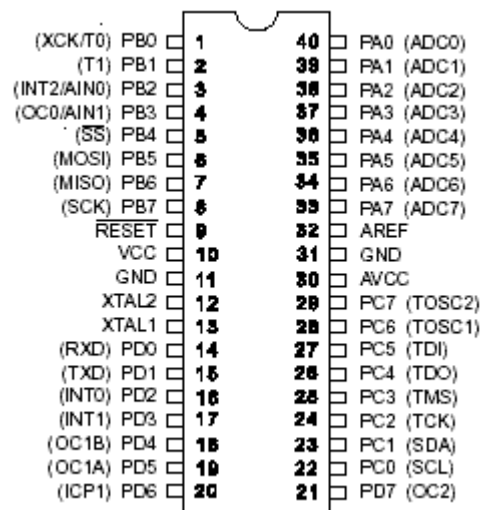 (XCK/T0) PB0 1 40 PA0 (ADC0)
(T1) PB1 2 39 PA1 (ADC1)
(INT2/AIN0) PB2 3 38 PA2 (ADC2)
(OC0/AIN1) PB3 4 37 PA3 (ADC3)
(SS) PB4 5 36 PA4 (ADC4)
(MOSI) PB5 6 35 PA5 (ADC5)
(MISO) PB6 7 34 PA6 (ADC6)
(SCK) PB7 8 33 PA7 (ADC7)
RESET 9 32 AREF
VCC 10 31 GND
GND 11 30 AVCC
XTAL2 12 29 PC7 (TOSC2)
XTAL1 13 28 PC6 (TOSC1)
(RXD) PD0 14 27 PC5 (TDI)
(TXD) PD1 15 26 PC4 (TDO)
(INT0) PD2 16 25 PC3 (TMS)
(INT1) PD3 17 24 PC2 (TCK)
(OC1B) PD4 18 23 PC1 (SDA)
(OC1A) PD5 19 22 PC0 (SCL)
(ICP1) PD6 20 21 PD7 (OC2)